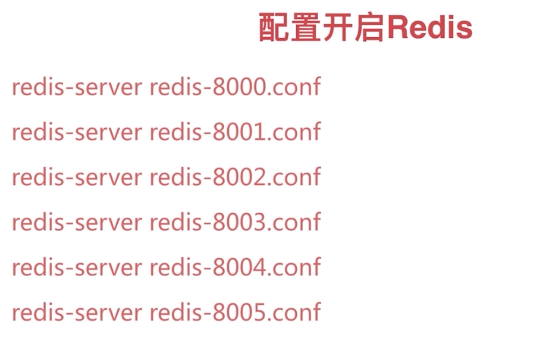 配置开启Redis
redis-server redis-8000.conf
redis-server redis-8001.conf
redis-server redis-8002.conf
redis-server redis-8003.conf
redis-server redis-8004.conf
redis-server redis-8005.conf